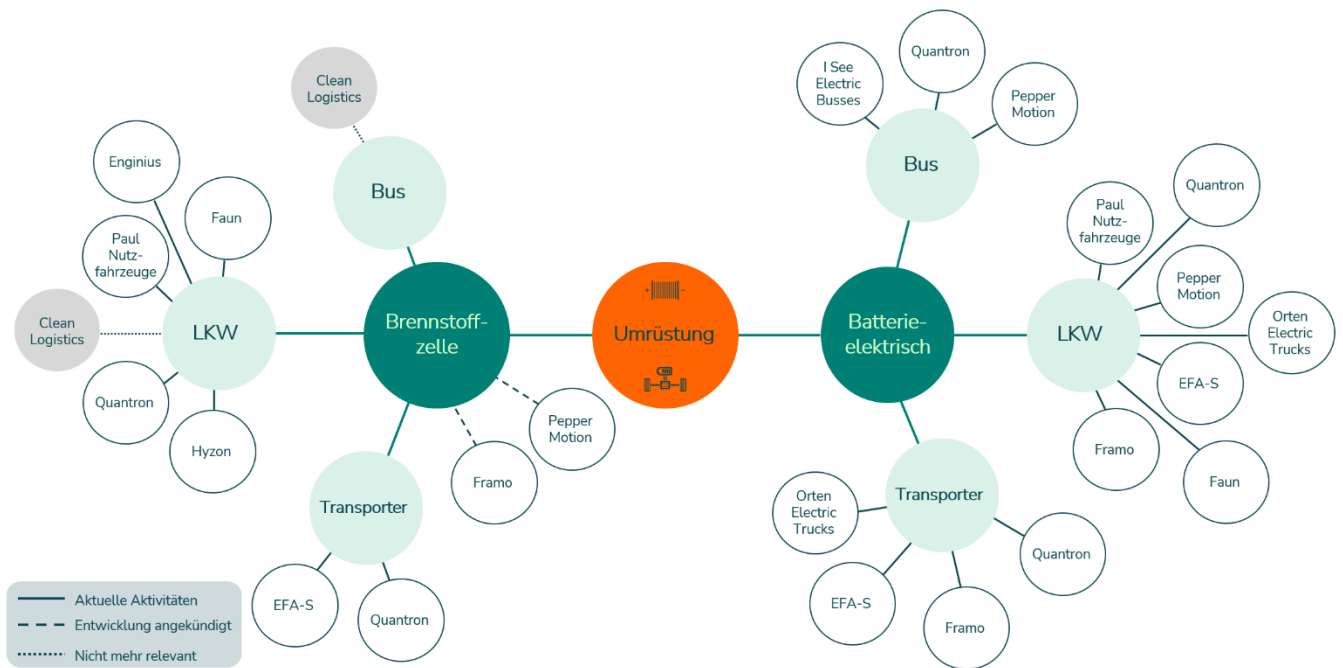 Clean
Logistics
Bus
Enginius
Faun
Paul
Nutz-
fahrzeuge
Clean
Logistics
LKW
Quantron
Hyzon
Brennstoff-
zelle
Pepper
Motion
Framo
Transporter
EFA-S
Quantron
Umrüstung
+
–
Batterie-
elektrisch
I See
Electric
Busses
Quantron
Pepper
Motion
Bus
Quantron
Paul
Nutz-
fahrzeuge
Pepper
Motion
Orten
Electric
Trucks
LKW
EFA-S
Framo
Faun
Transporter
Orten
Electric
Trucks
EFA-S
Framo
Quantron
Aktuelle Aktivitäten
Entwicklung angekündigt
Nicht mehr relevant